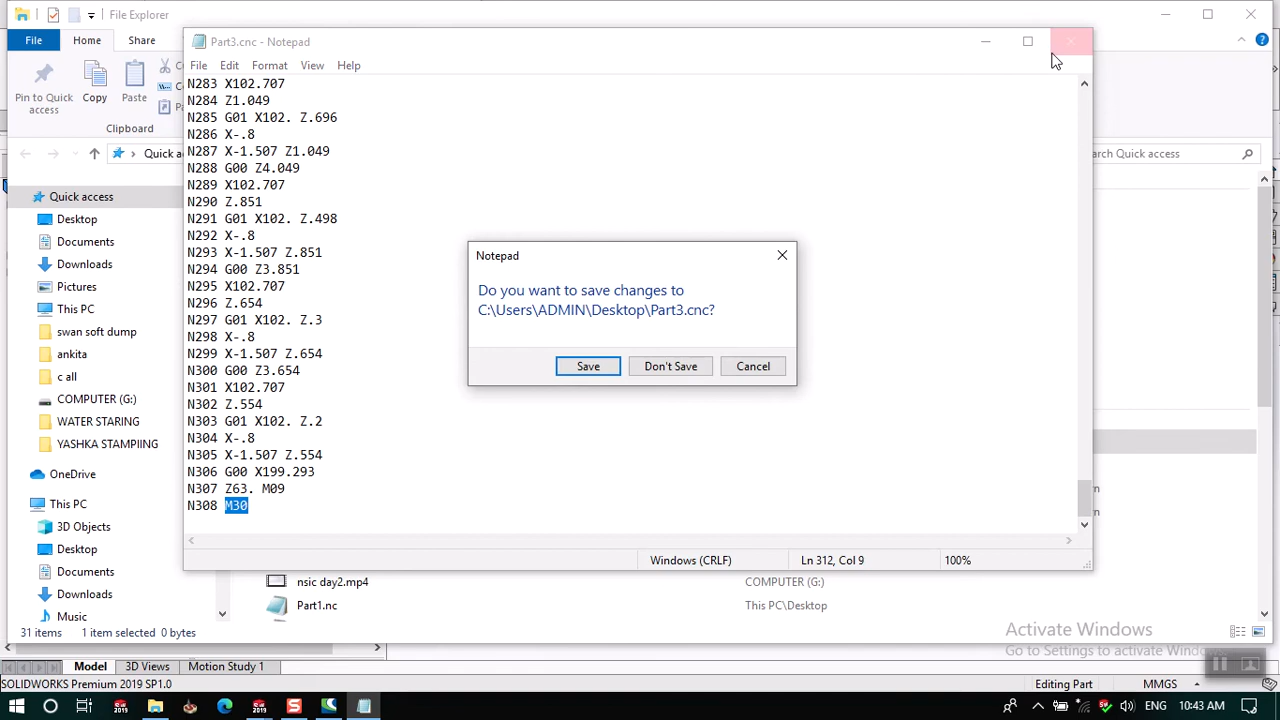 File Explorer
Part3.cnc - Notepad
File Home Share
File Edit Format View Help
Pin to Quick access
Copy
Paste
Clipboard
Quick
Search Quick access
N283 X102.707
N284 Z1.049
N285 G01 X102. Z.696
N286 X-.8
N287 X-1.507 Z1.049
N288 G00 Z4.049
N289 X102.707
N290 Z.851
N291 G01 X102. Z.498
N292 X-.8
N293 X-1.507 Z.851
N294 G00 Z3.851
N295 X102.707
N296 Z.654
N297 G01 X102. Z.3
N298 X-.8
N299 X-1.507 Z.654
N300 G00 Z3.654
N301 X102.707
N302 Z.554
N303 G01 X102. Z.2
N304 X-.8
N305 X-1.507 Z.554
N306 G00 X199.293
N307 Z63. M09
N308 M30
Windows (CRLF) Ln 312, Col 9 100%
Notepad
Do you want to save changes to
C:\Users\ADMIN\Desktop\Part3.cnc?
Save Don't Save Cancel
Quick access
Desktop
Documents
Downloads
Pictures
This PC
swan soft dump
ankita
c all
COMPUTER (G:)
WATER STARING
YASHKA STAMPIING
OneDrive
This PC
3D Objects
Desktop
Documents
Downloads
Music
nsic day2.mp4 COMPUTER (G:)
Part1.nc This PC\Desktop
31 items 1 item selected 0 bytes
Activate Windows
Go to Settings to activate Windows.
Model 3D Views Motion Study 1
SOLIDWORKS Premium 2019 SP1.0 Editing Part MMGS
2019 2019
ENG 10:43 AM